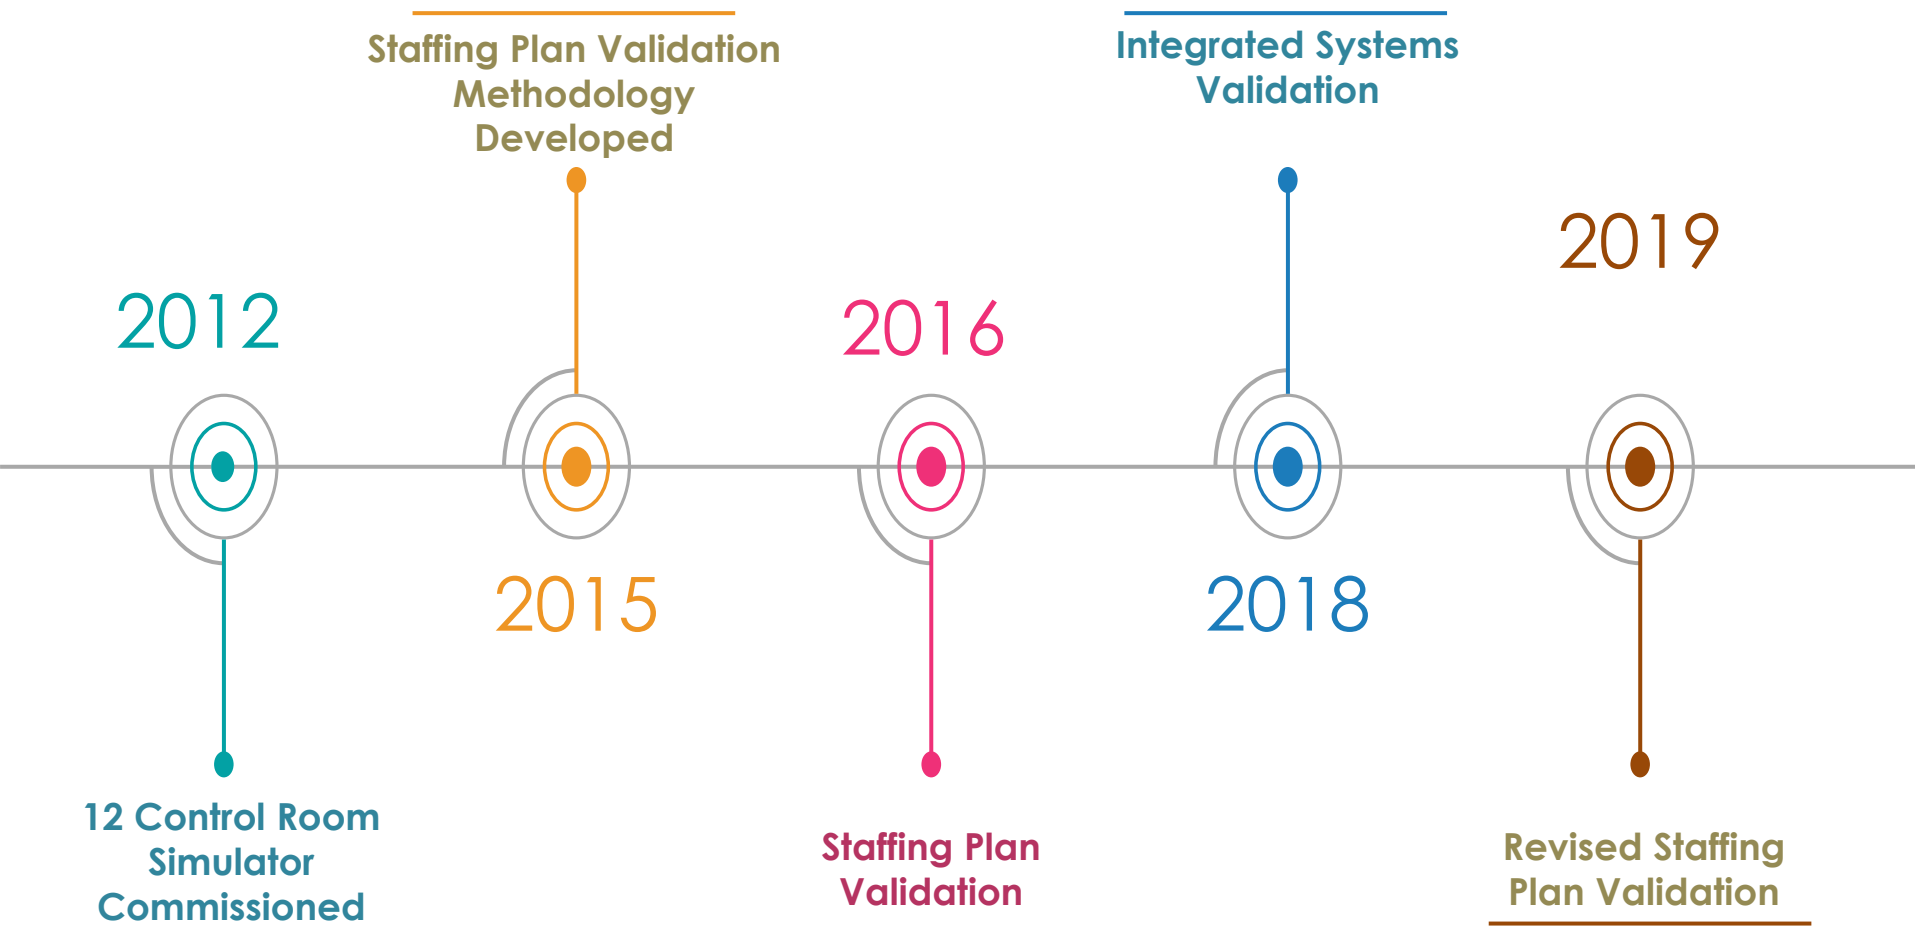 Staffing Plan Validation
Methodology
Developed
Integrated Systems
Validation
2012
2015
2016
2018
2019
12 Control Room
Simulator
Commissioned
Staffing Plan
Validation
Revised Staffing
Plan Validation